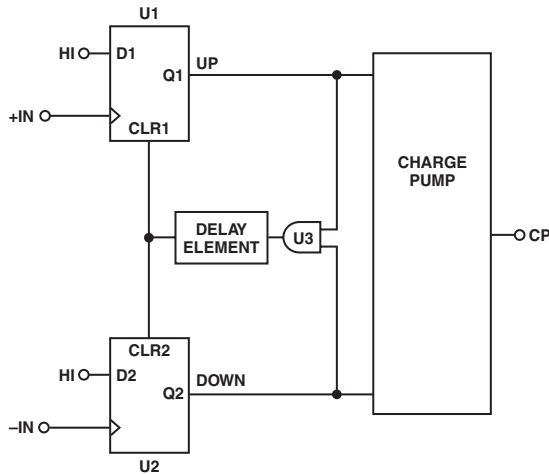 U1
HI
D1
Q1
UP
+IN
CLR1
CHARGE
PUMP
DELAY
ELEMENT
U3
CP
CLR2
HI
D2
Q2
DOWN
–IN
U2